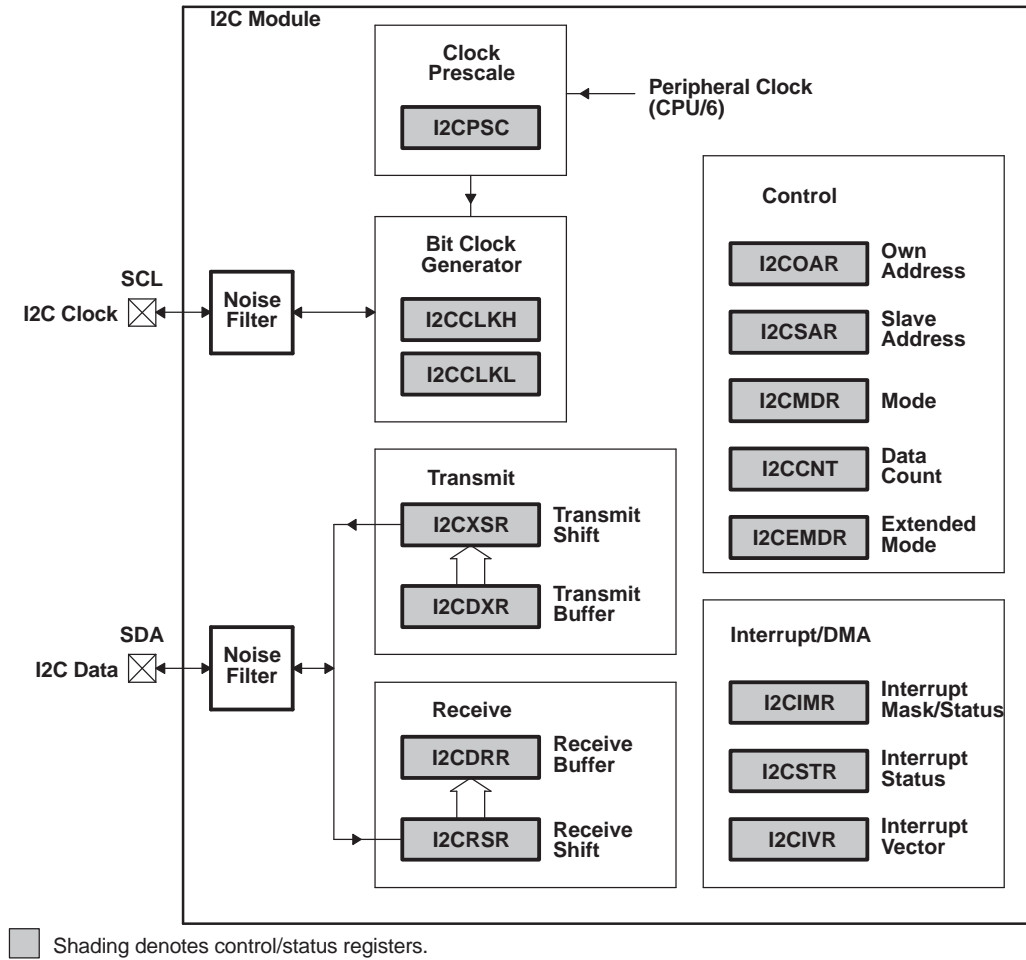 I2C Module
Clock
Prescale
I2CPSC
Peripheral Clock
(CPU/6)
Bit Clock
Generator
I2CCLKH
I2CCLKL
SCL
I2C Clock
Noise
Filter
Control
I2COAR
Own
Address
I2CSAR
Slave
Address
I2CMDR
Mode
I2CCNT
Data
Count
I2CEMDR
Extended
Mode
Transmit
I2CXSR
Transmit
Shift
I2CDXR
Transmit
Buffer
SDA
I2C Data
Noise
Filter
Receive
I2CDRR
Receive
Buffer
I2CRSR
Receive
Shift
Interrupt/DMA
I2CIMR
Interrupt
Mask/Status
I2CSTR
Interrupt
Status
I2CIVR
Interrupt
Vector
Shading denotes control/status registers.